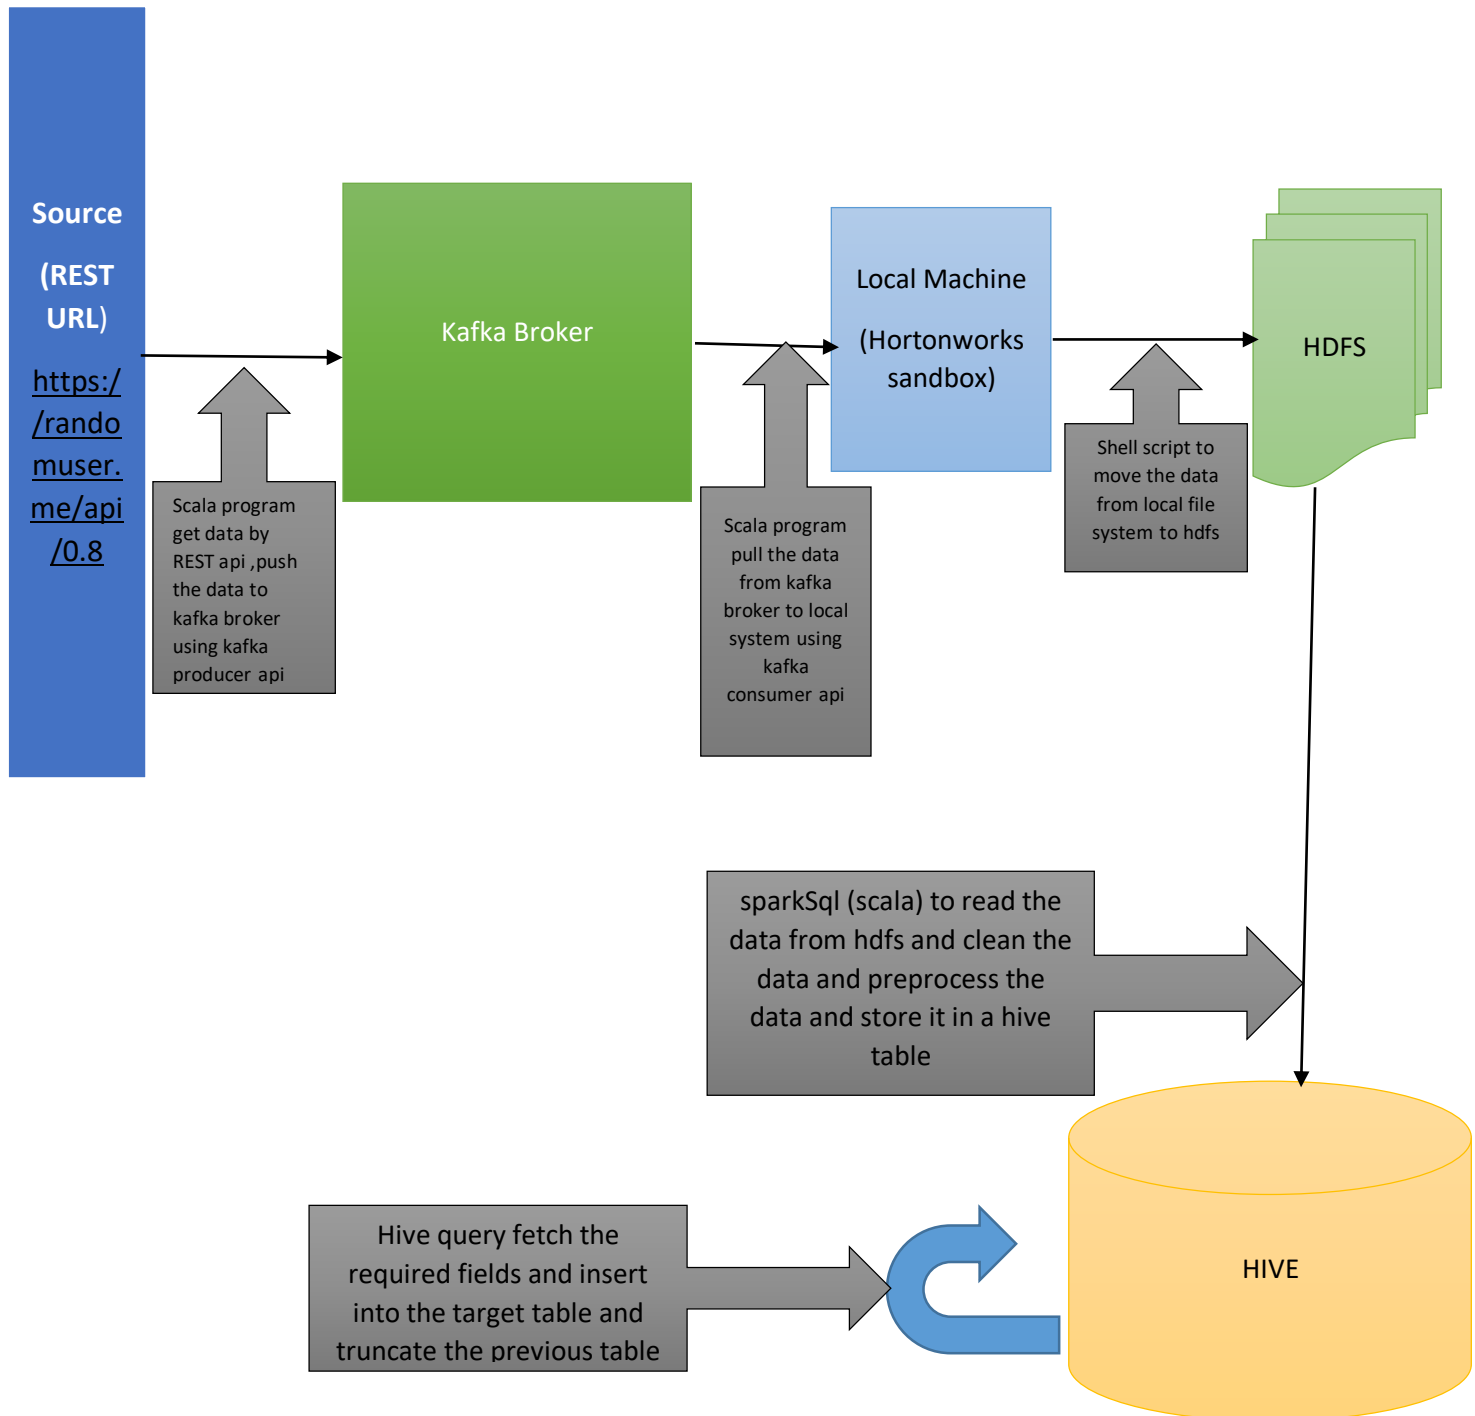 Source
(REST
URL)
https:/
/rando
muser.
me/api
/0.8
Kafka Broker
Local Machine
(Hortonworks
sandbox)
HDFS
Scala program
get data by
REST api ,push
the data to
kafka broker
using kafka
producer api
Scala program
pull the data
from kafka
broker to local
system using
kafka
consumer api
Shell script to
move the data
from local file
system to hdfs
sparkSql (scala) to read the
data from hdfs and clean the
data and preprocess the
data and store it in a hive
table
Hive query fetch the
required fields and insert
into the target table and
truncate the previous table
HIVE